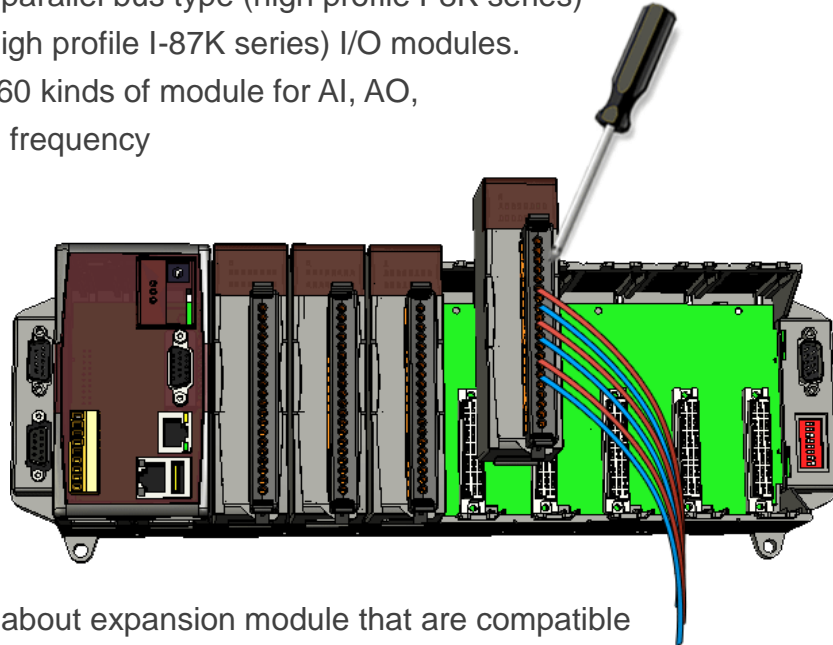 parallel bus type (high profile I-8K series)
igh profile I-87K series) I/O modules.
60 kinds of module for AI, AO,
frequency
about expansion module that are compatible